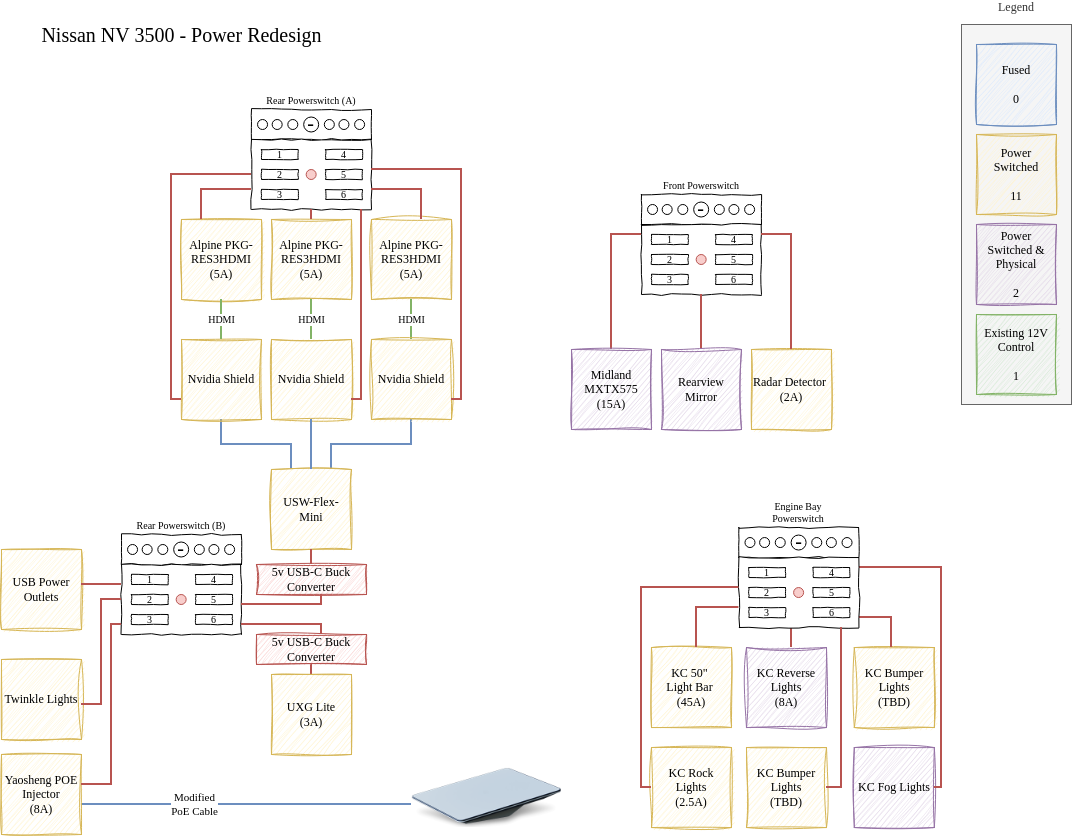 Legend
Nissan NV 3500 - Power Redesign
Fused
0
Power
Switched
11
Power
Switched &
Physical
2
Existing 12V
Control
1
Rear Powerswitch (A)
1
4
2
5
3
6
Alpine PKG-
RES3HDMI
(5A)
Alpine PKG-
RES3HDMI
(5A)
Alpine PKG-
RES3HDMI
(5A)
HDMI
HDMI
HDMI
Nvidia Shield
Nvidia Shield
Nvidia Shield
USW-Flex-
Mini
Front Powerswitch
1
4
2
5
3
6
Midland
MXTX575
(15A)
Rearview
Mirror
Radar Detector
(2A)
Rear Powerswitch (B)
1
4
2
5
3
6
5v USB-C Buck
Converter
5v USB-C Buck
Converter
UXG Lite
(3A)
USB Power
Outlets
Twinkle Lights
Yaosheng POE
Injector
(8A)
Modified
PoE Cable
Engine Bay
Powerswitch
1
4
2
5
3
6
KC 50"
Light Bar
(45A)
KC Reverse
Lights
(8A)
KC Bumper
Lights
(TBD)
KC Rock
Lights
(2.5A)
KC Bumper
Lights
(TBD)
KC Fog Lights